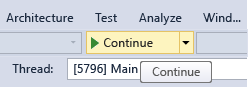 Architecture Test Analyze Wind...
Continue
Thread: [5796] Main
Continue